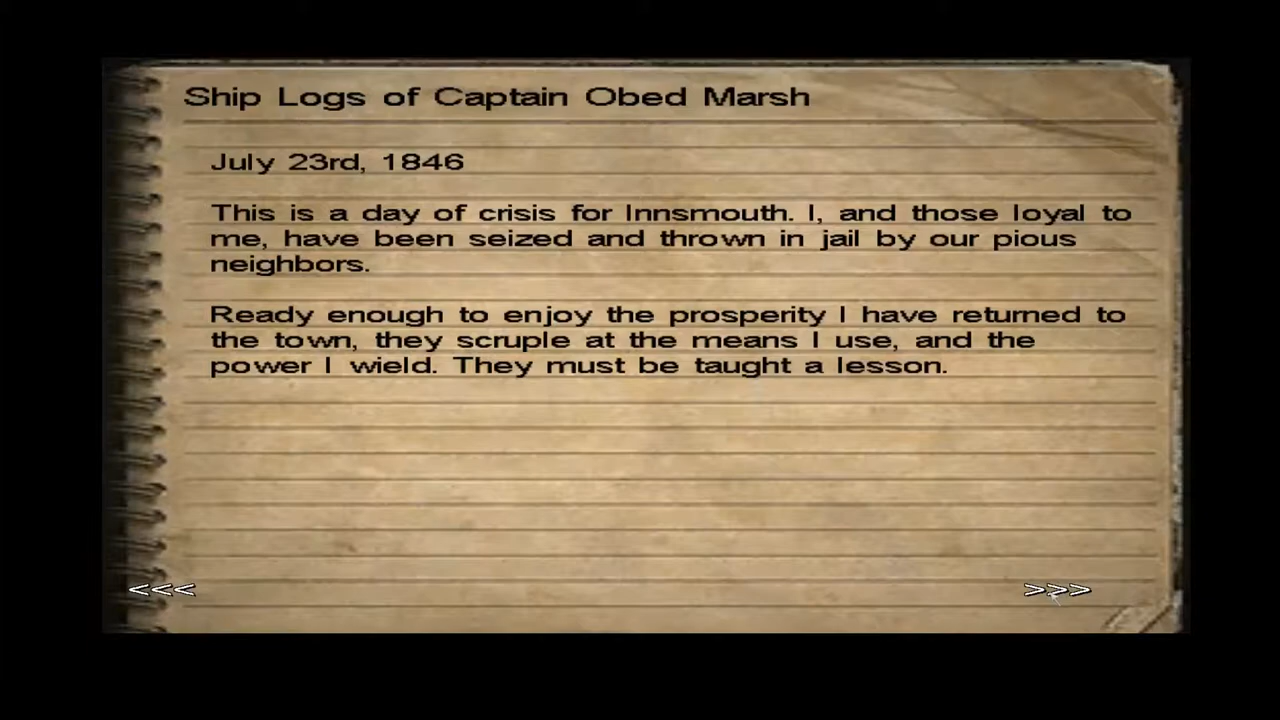 Ship Logs of Captain Obed Marsh
July 23rd, 1846
This is a day of crisis for Innsmouth. I, and those loyal to
me, have been seized and thrown in jail by our pious
neighbors.
Ready enough to enjoy the prosperity I have returned to
the town, they scruple at the means I use, and the
power I wield. They must be taught a lesson.
<<< >>>